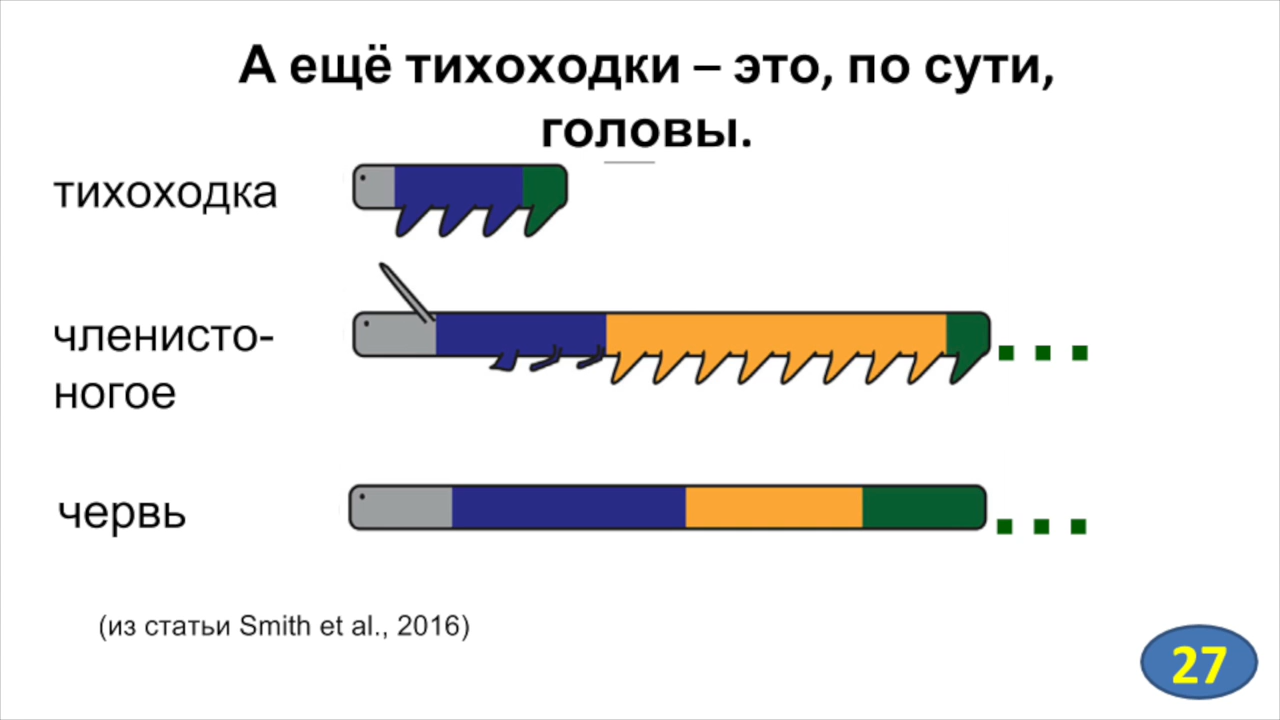 А ещё тихоходки – это, по сути,
головы.
тихоходка
членисто-
ногое
червь
(из статьи Smith et al., 2016)
27